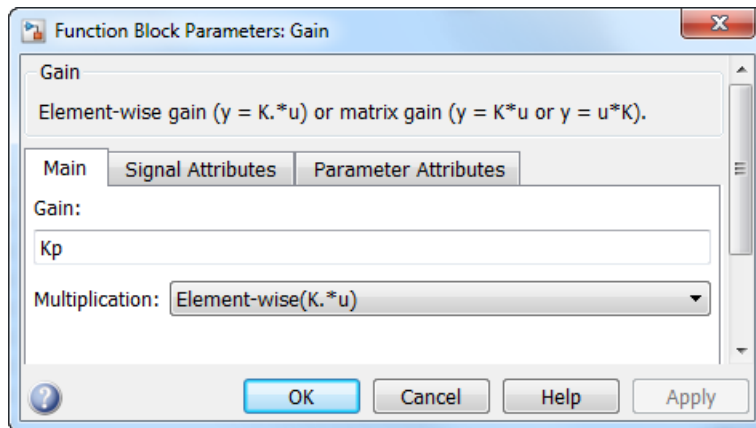 Function Block Parameters: Gain
Gain
Element-wise gain (y = K.*u) or matrix gain (y = K*u or y = u*K).
Main Signal Attributes Parameter Attributes
Gain:
Kp
Multiplication: Element-wise(K.*u)
OK Cancel Help Apply